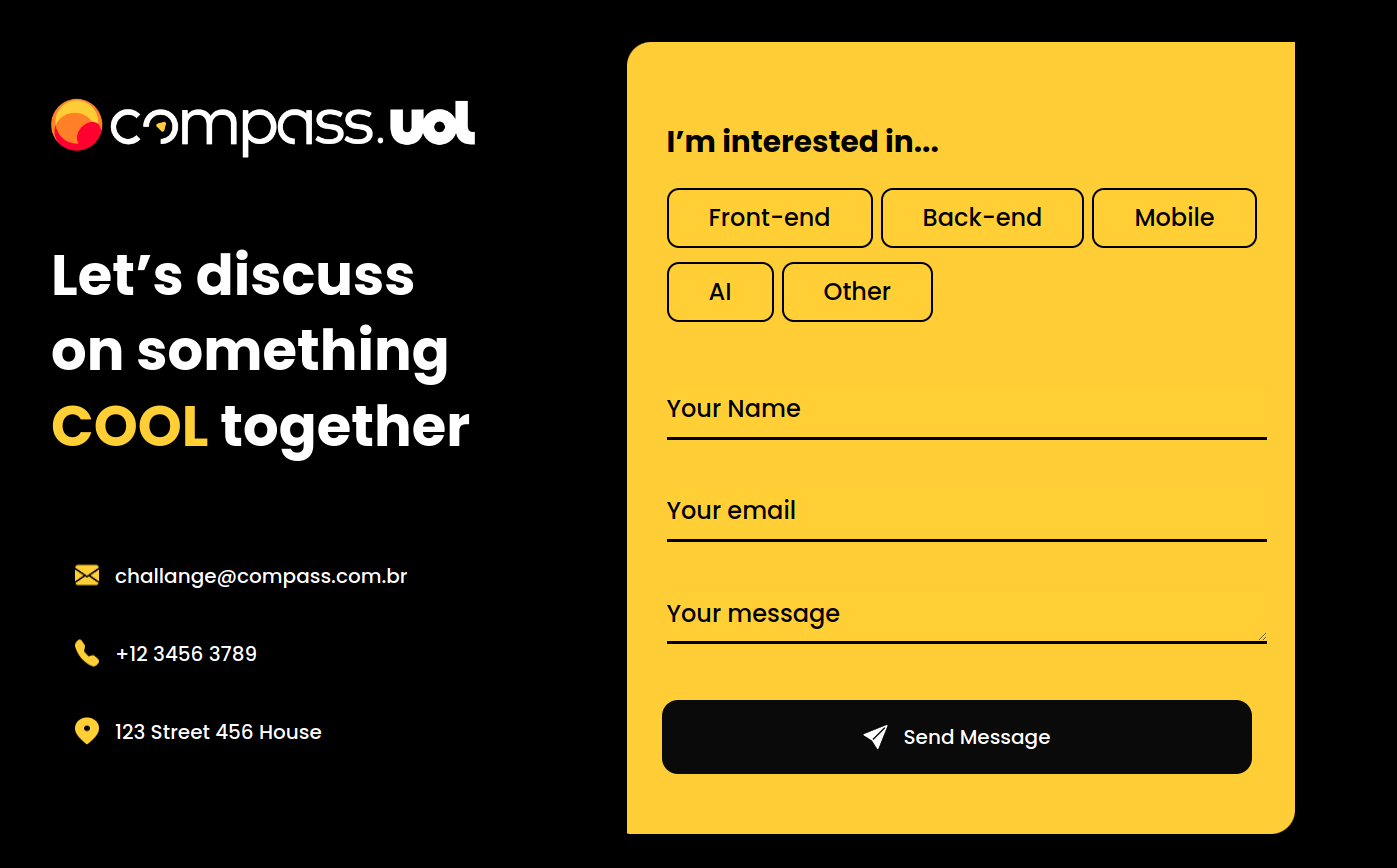 compass.uol
Let’s discuss
on something
COOL together
challange@compass.com.br
+12 3456 3789
123 Street 456 House
I’m interested in...
Front-end Back-end Mobile
AI Other
Your Name
Your email
Your message
Send Message